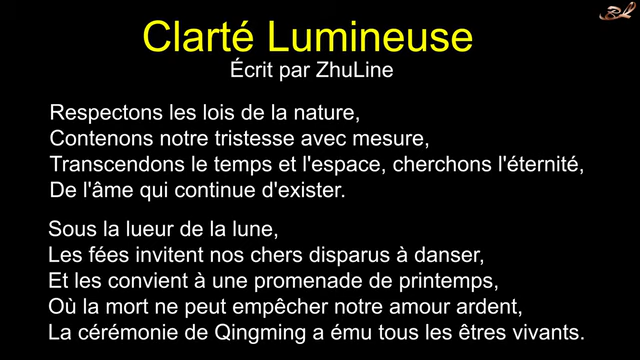 Clarté Lumineuse
Écrit par ZhuLine
Respectons les lois de la nature,
Contenons notre tristesse avec mesure,
Transcendons le temps et l'espace, cherchons l'éternité,
De l'âme qui continue d'exister.
Sous la lueur de la lune,
Les fées invitent nos chers disparus à danser,
Et les convient à une promenade de printemps,
Où la mort ne peut empêcher notre amour ardent,
La cérémonie de Qingming a ému tous les êtres vivants.